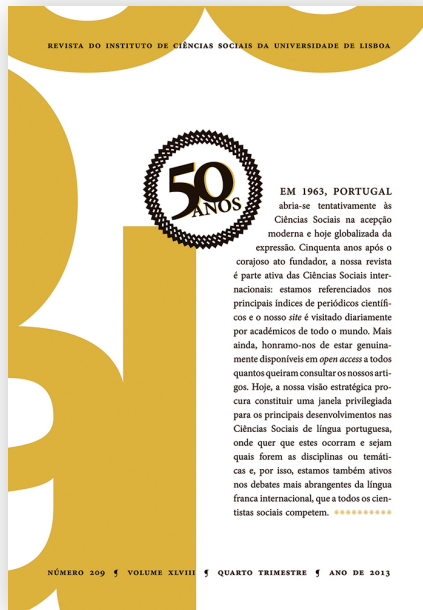 REVISTA DO INSTITUTO DE CIÊNCIAS SOCIAIS DA UNIVERSIDADE DE LISBOA
50
ANOS
EM 1963, PORTUGAL
abria-se tentativamente às
Ciências Sociais na acepção
moderna e hoje globalizada da
expressão. Cinquenta anos após o
corajoso ato fundador, a nossa revista
é parte ativa das Ciências Sociais inter-
nacionais: estamos referenciados nos
principais índices de periódicos científi-
cos e o nosso site é visitado diariamente
por académicos de todo o mundo. Mais
ainda, honramo-nos de estar genuina-
mente disponíveis em open access a todos
quantos queiram consultar os nossos arti-
gos. Hoje, a nossa visão estratégica pro-
cura constituir uma janela privilegiada
para os principais desenvolvimentos nas
Ciências Sociais de língua portuguesa,
onde quer que estes ocorram e sejam
quais forem as disciplinas ou temáti-
cas e, por isso, estamos também ativos
nos debates mais abrangentes da língua
franca internacional, que a todos os cien-
tistas sociais competem.
NÚMERO 209 ¶ VOLUME XLVIII ¶ QUARTO TRIMESTRE ¶ ANO DE 2013